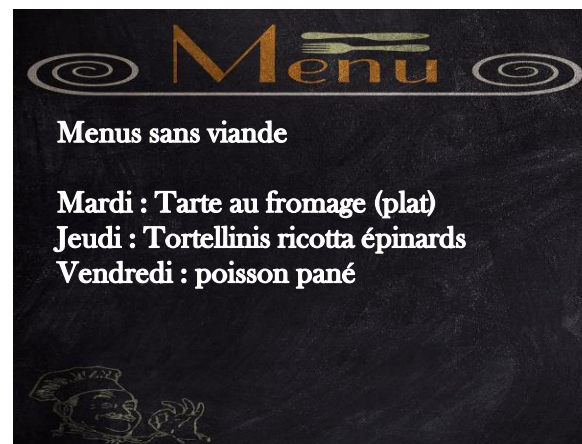 Menu
Menus sans viande
Mardi : Tarte au fromage (plat)
Jeudi : Tortellinis ricotta épinards
Vendredi : poisson pané